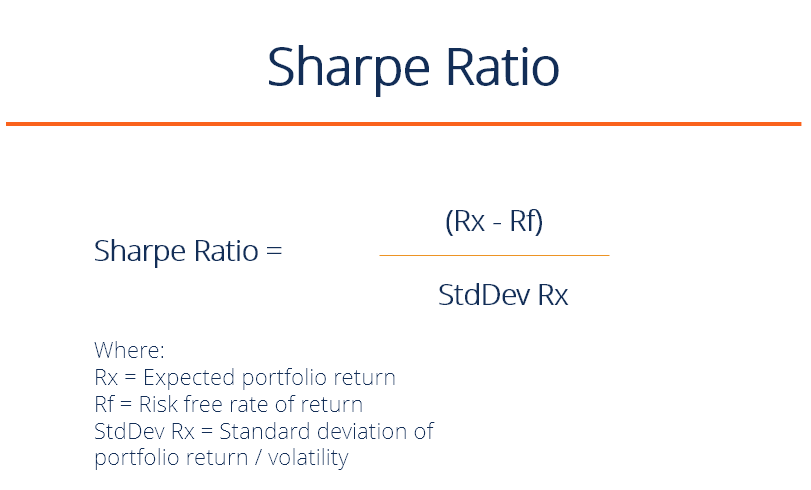 Sharpe Ratio
(Rx - Rf)
Sharpe Ratio =
StdDev Rx
Where:
Rx = Expected portfolio return
Rf = Risk free rate of return
StdDev Rx = Standard deviation of
portfolio return / volatility